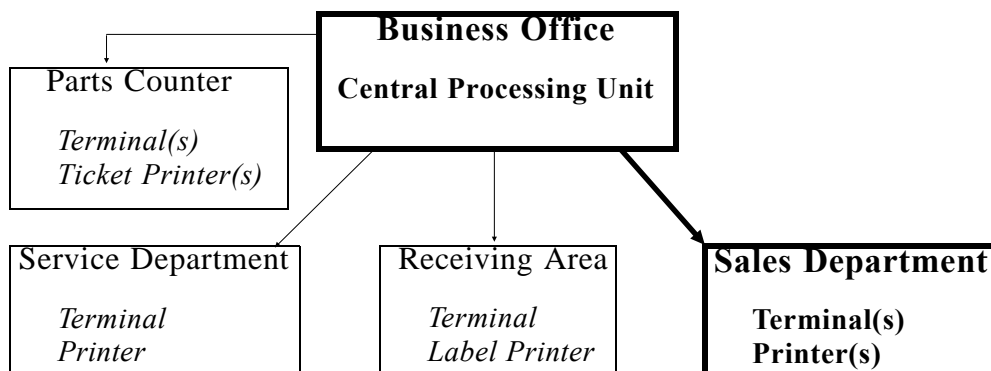 Business Office
Central Processing Unit
Parts Counter
Terminal(s)
Ticket Printer(s)
Service Department
Terminal
Printer
Receiving Area
Terminal
Label Printer
Sales Department
Terminal(s)
Printer(s)